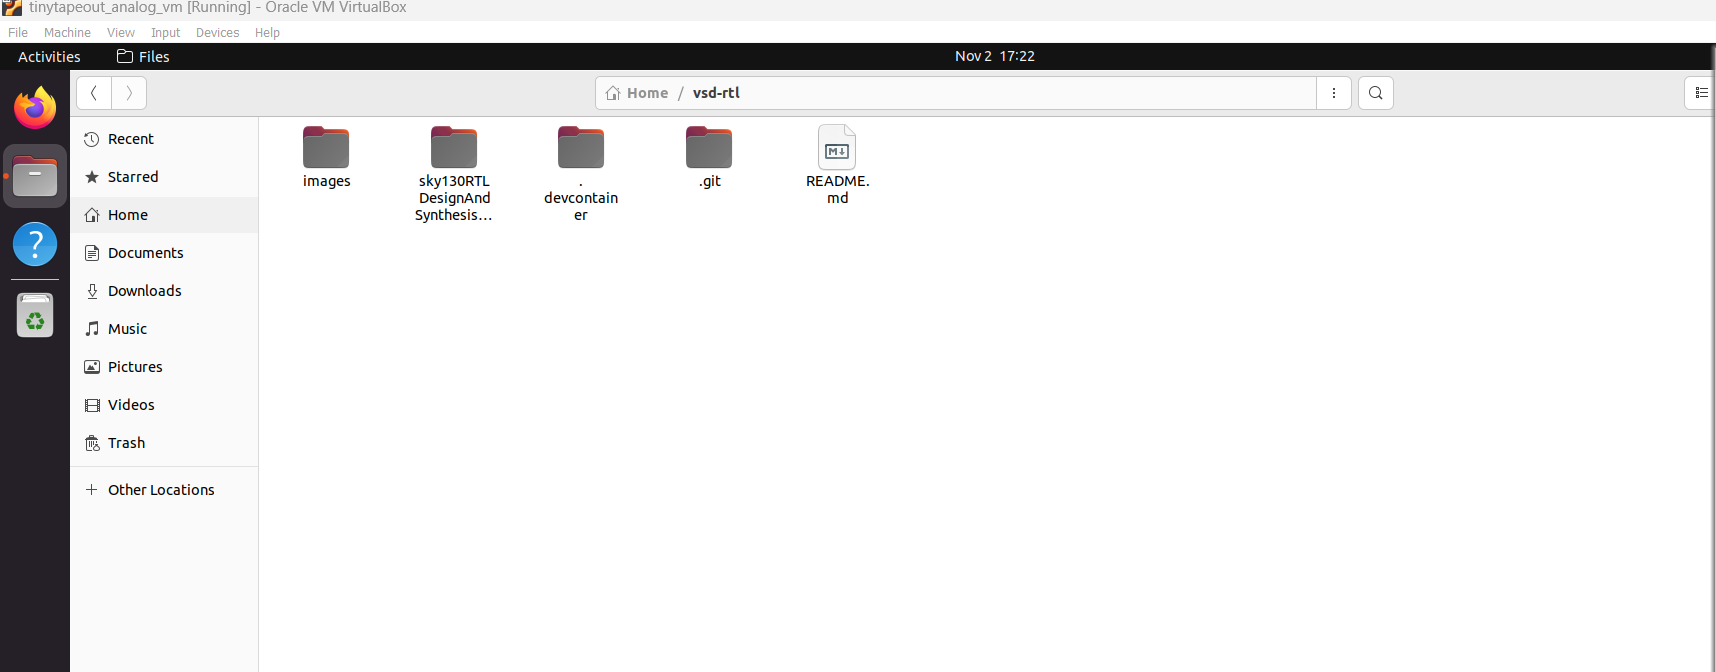 tinytapeout_analog_vm [Running] - Oracle VM VirtualBox
File Machine View Input Devices Help
Activities Files Nov 2 17:22
Home / vsd-rtl
Recent
Starred
Home
Documents
Downloads
Music
Pictures
Videos
Trash
Other Locations
images
sky130RTL
DesignAnd
Synthesis...
.
devcontain
er
.git
M
README.
md